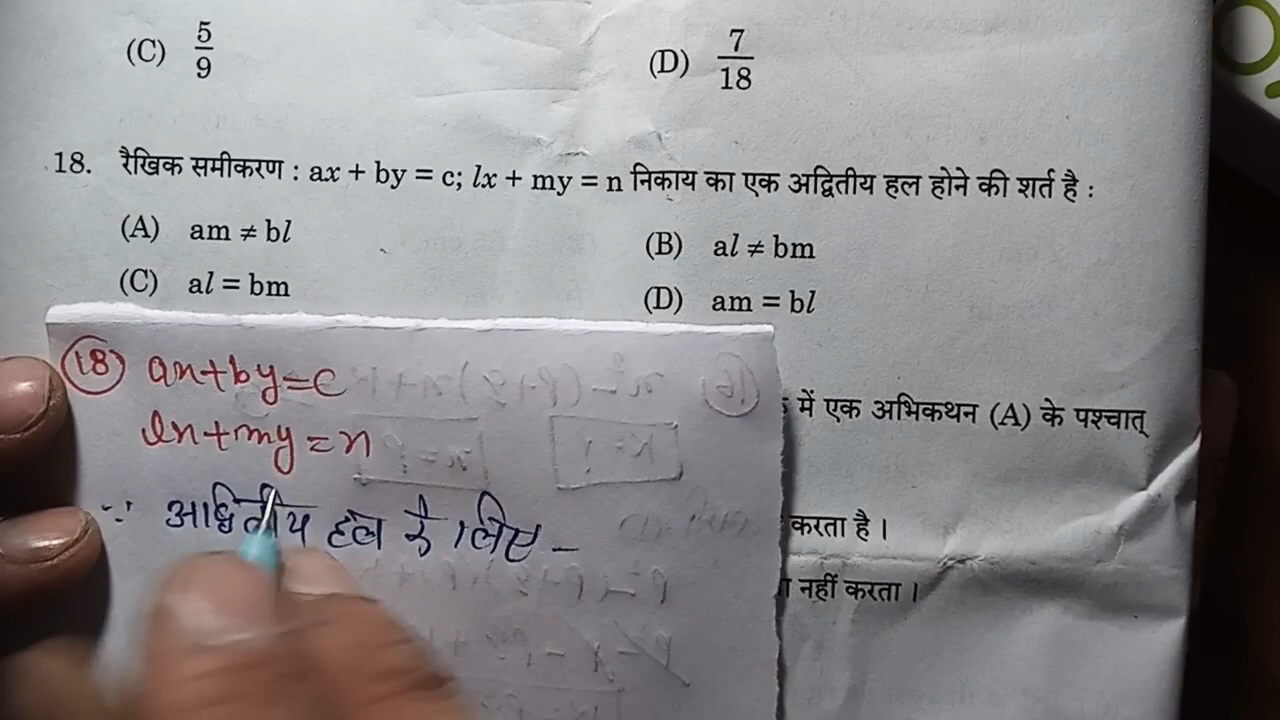 (C) 5/9 (D) 7/18
18. रैखिक समीकरण : ax + by = c; lx + my = n निकाय का एक अद्वितीय हल होने की शर्त है :
(A) am ≠ bl (B) al ≠ bm
(C) al = bm (D) am = bl
में एक अभिकथन (A) के पश्चात्
करता है ।
नहीं करता ।
(18) ax+by=c
lx+my=n
∵ अद्वितीय हल के लिए –